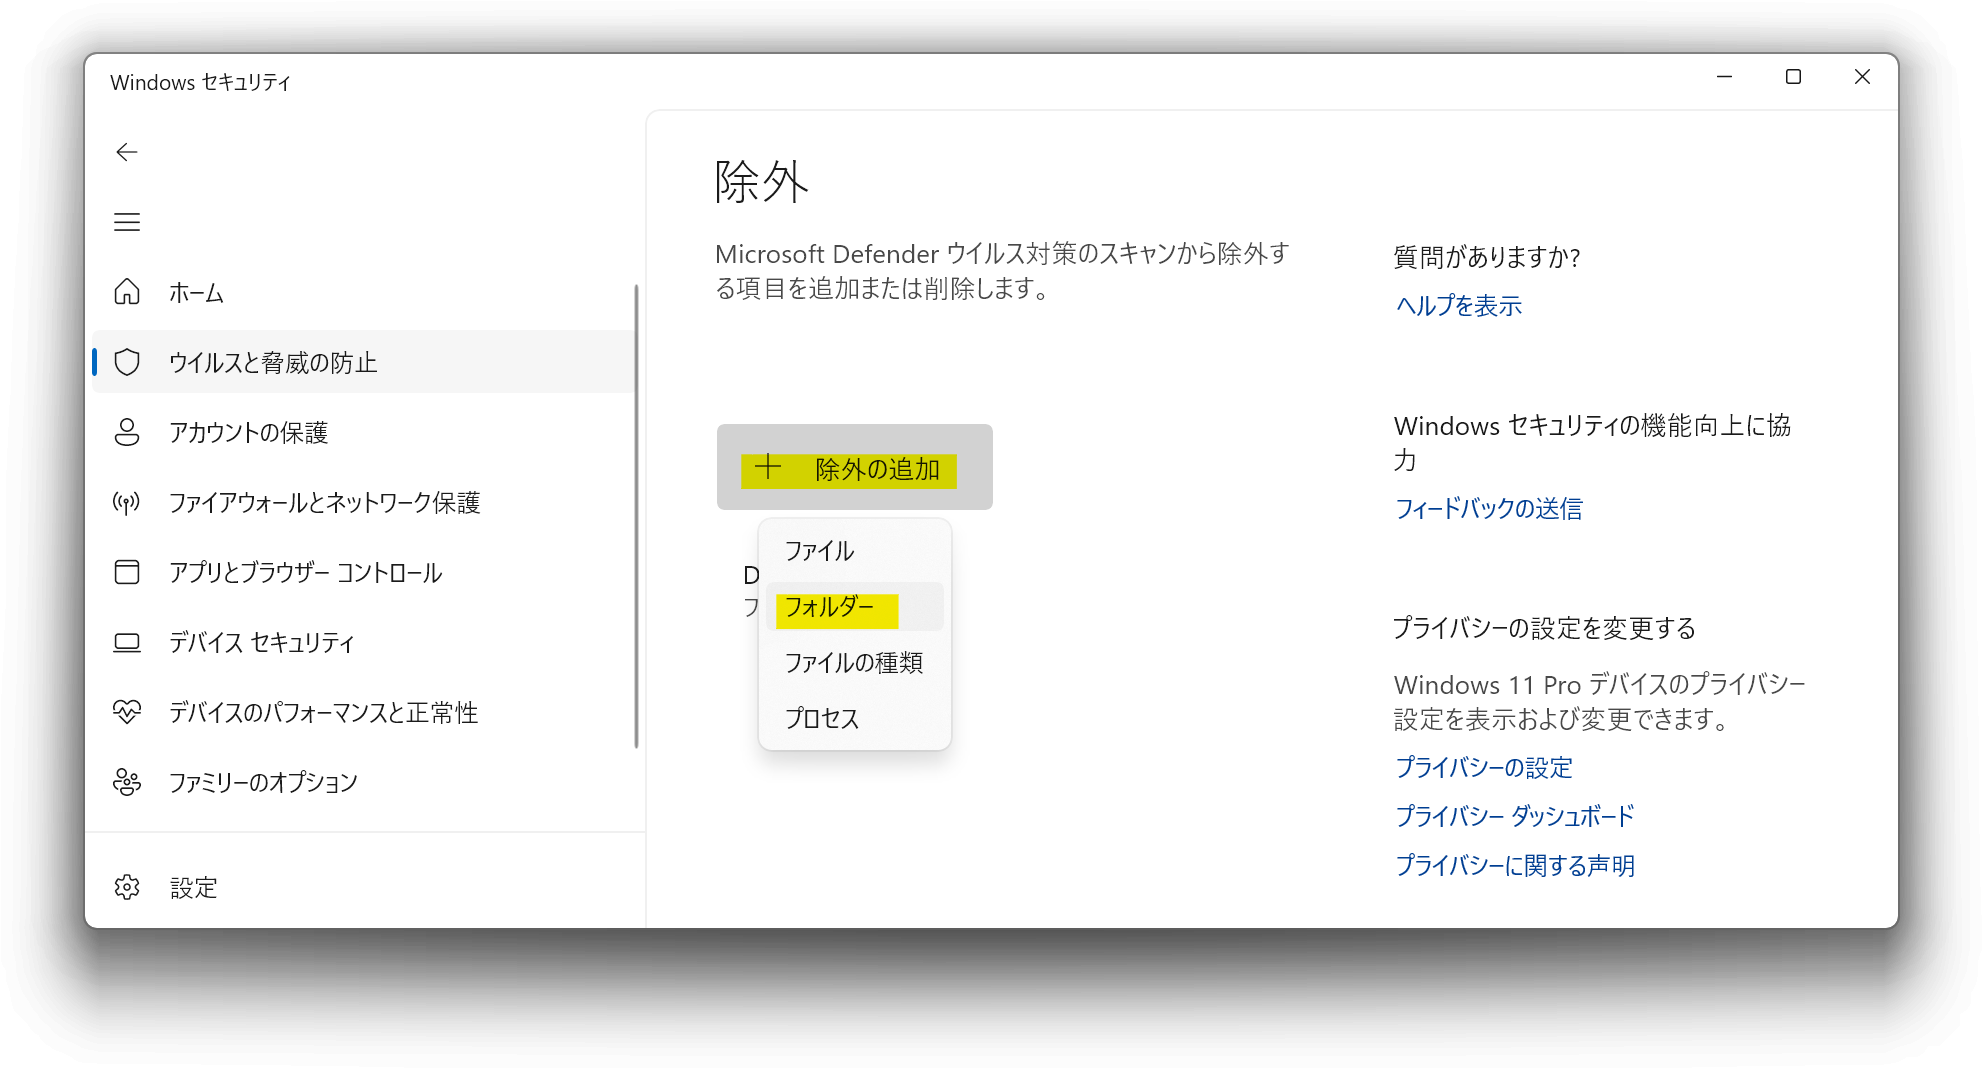 Windows セキュリティ
ホーム
ウイルスと脅威の防止
アカウントの保護
ファイアウォールとネットワーク保護
アプリとブラウザー コントロール
デバイス セキュリティ
デバイスのパフォーマンスと正常性
ファミリーのオプション
設定
除外
Microsoft Defender ウイルス対策のスキャンから除外す
る項目を追加または削除します。
除外の追加
D
フ
ファイル
フォルダー
ファイルの種類
プロセス
質問がありますか?
ヘルプを表示
Windows セキュリティの機能向上に協
力
フィードバックの送信
プライバシーの設定を変更する
Windows 11 Pro デバイスのプライバシー
設定を表示および変更できます。
プライバシーの設定
プライバシー ダッシュボード
プライバシーに関する声明